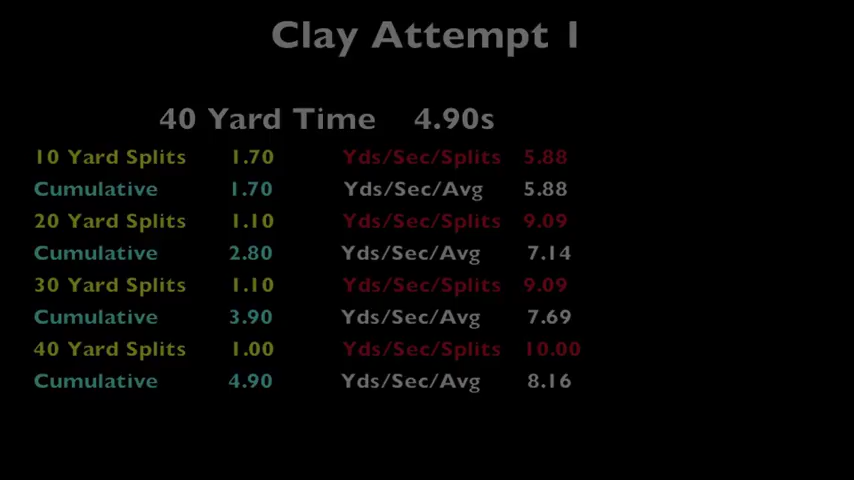 Clay Attempt 1
40 Yard Time 4.90s
10 Yard Splits 1.70 Yds/Sec/Splits 5.88
Cumulative 1.70 Yds/Sec/Avg 5.88
20 Yard Splits 1.10 Yds/Sec/Splits 9.09
Cumulative 2.80 Yds/Sec/Avg 7.14
30 Yard Splits 1.10 Yds/Sec/Splits 9.09
Cumulative 3.90 Yds/Sec/Avg 7.69
40 Yard Splits 1.00 Yds/Sec/Splits 10.00
Cumulative 4.90 Yds/Sec/Avg 8.16